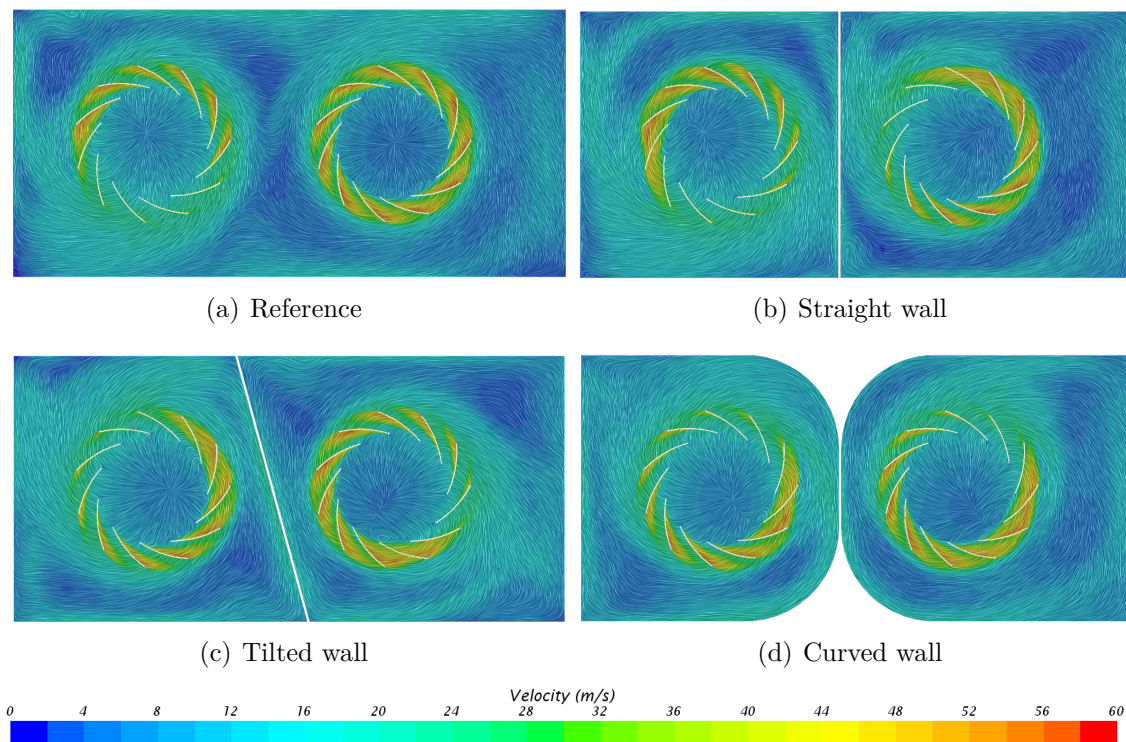 (a) Reference
(b) Straight wall
(c) Tilted wall
(d) Curved wall
Velocity (m/s)
0 4 8 12 16 20 24 28 32 36 40 44 48 52 56 60